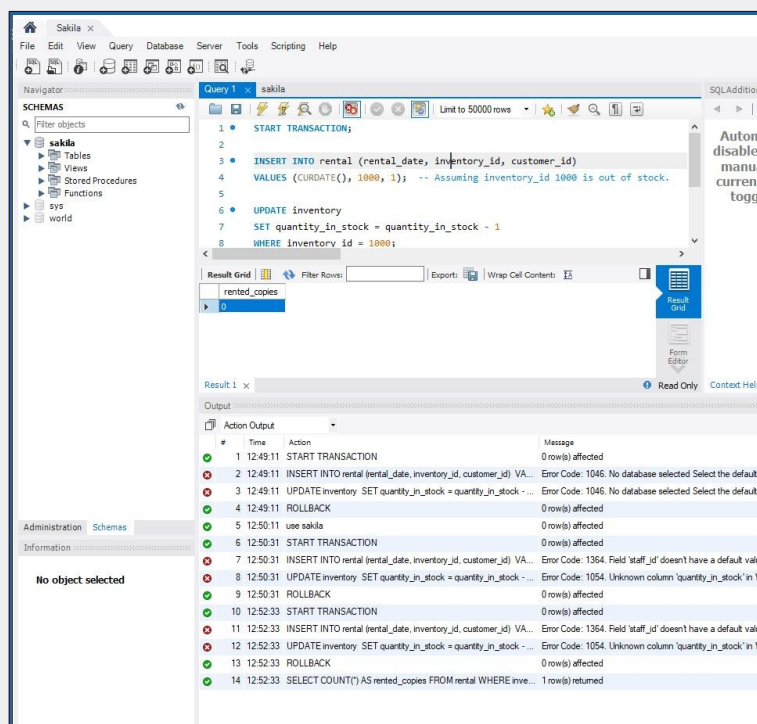 Sakila
File Edit View Query Database Server Tools Scripting Help
Navigator
SCHEMAS
Filter objects
sakila
Tables
Views
Stored Procedures
Functions
sys
world
Administration Schemas
Information
No object selected
Query 1 sakila
Limit to 50000 rows
1 START TRANSACTION;
2
3 INSERT INTO rental (rental_date, inventory_id, customer_id)
4 VALUES (CURDATE(), 1000, 1); -- Assuming inventory_id 1000 is out of stock.
5
6 UPDATE inventory
7 SET quantity_in_stock = quantity_in_stock - 1
8 WHERE inventory_id = 1000;
Result Grid Filter Rows: Export: Wrap Cell Content:
rented_copies
0
Result Grid
Form Editor
Result 1 Read Only
SQLAddition
Autom
disable
manu
curren
togg
Context Hel
Output
Action Output
# Time Action Message
1 12:49:11 START TRANSACTION 0 row(s) affected
2 12:49:11 INSERT INTO rental (rental_date, inventory_id, customer_id) VA... Error Code: 1046. No database selected Select the default
3 12:49:11 UPDATE inventory SET quantity_in_stock = quantity_in_stock - ... Error Code: 1046. No database selected Select the default
4 12:49:11 ROLLBACK 0 row(s) affected
5 12:50:11 use sakila 0 row(s) affected
6 12:50:31 START TRANSACTION 0 row(s) affected
7 12:50:31 INSERT INTO rental (rental_date, inventory_id, customer_id) VA... Error Code: 1364. Field 'staff_id' doesn't have a default val
8 12:50:31 UPDATE inventory SET quantity_in_stock = quantity_in_stock - ... Error Code: 1054. Unknown column 'quantity_in_stock' in '
9 12:50:31 ROLLBACK 0 row(s) affected
10 12:52:33 START TRANSACTION 0 row(s) affected
11 12:52:33 INSERT INTO rental (rental_date, inventory_id, customer_id) VA... Error Code: 1364. Field 'staff_id' doesn't have a default val
12 12:52:33 UPDATE inventory SET quantity_in_stock = quantity_in_stock - ... Error Code: 1054. Unknown column 'quantity_in_stock' in '
13 12:52:33 ROLLBACK 0 row(s) affected
14 12:52:33 SELECT COUNT(*) AS rented_copies FROM rental WHERE inve... 1 row(s) returned